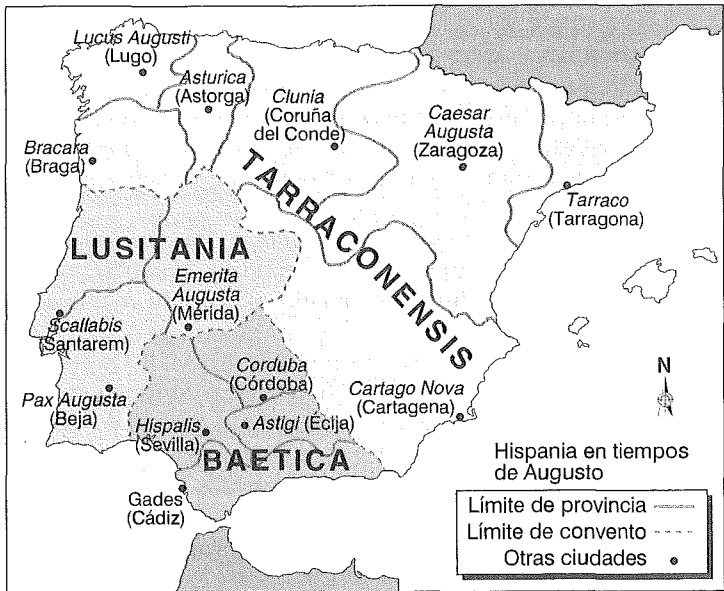 Lucus Augusti
(Lugo)
Asturica
(Astorga)
Clunia
(Coruña
del Conde)
Caesar
Augusta
(Zaragoza)
Bracara
(Braga)
Tarraco
(Tarragona)
TARRACONENSIS
LUSITANIA
Emerita
Augusta
(Mérida)
Scallabis
(Santarem)
Corduba
(Córdoba)
Pax Augusta
(Beja)
Hispalis
(Sevilla)
Astigi (Ecija)
Cartago Nova
(Cartagena)
BAETICA
Gades
(Cádiz)
N
Hispania en tiempos
de Augusto
Límite de provincia
Límite de convento
Otras ciudades